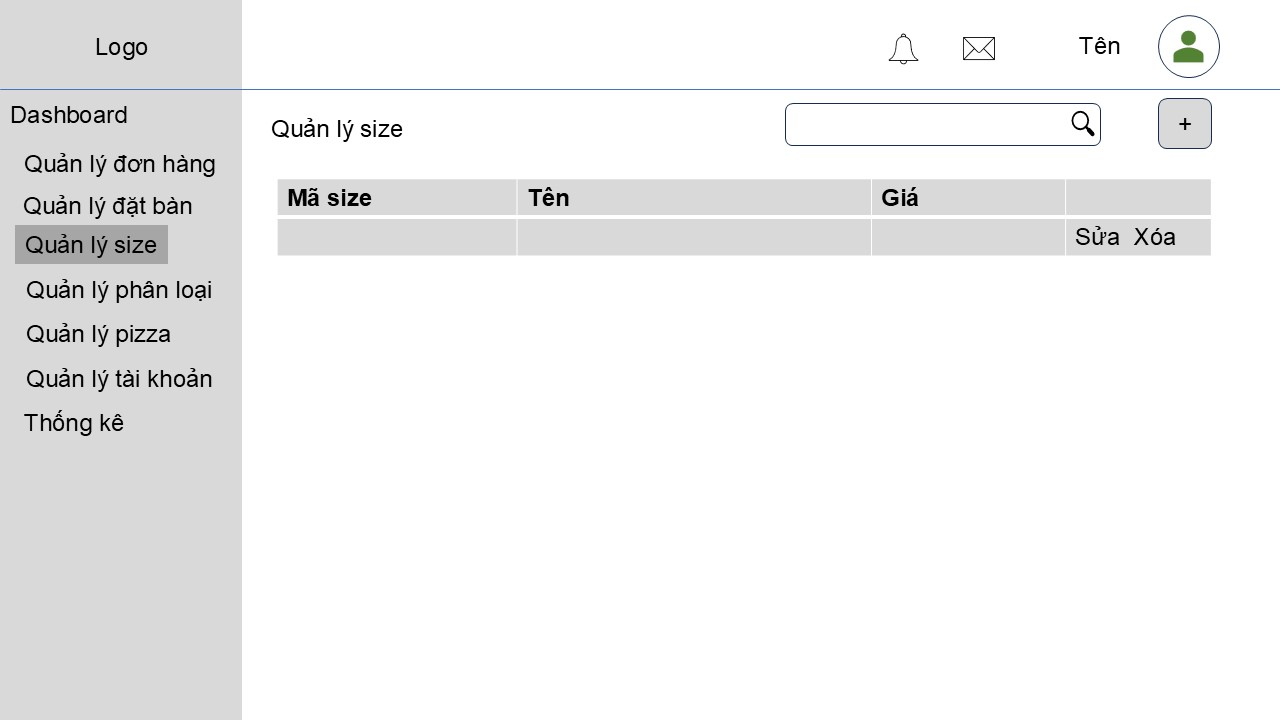 Logo
Tên
Dashboard
Quản lý đơn hàng
Quản lý đặt bàn
Quản lý size
Quản lý phân loại
Quản lý pizza
Quản lý tài khoản
Thống kê
Quản lý size
+
Mã size Tên Giá
Sửa Xóa